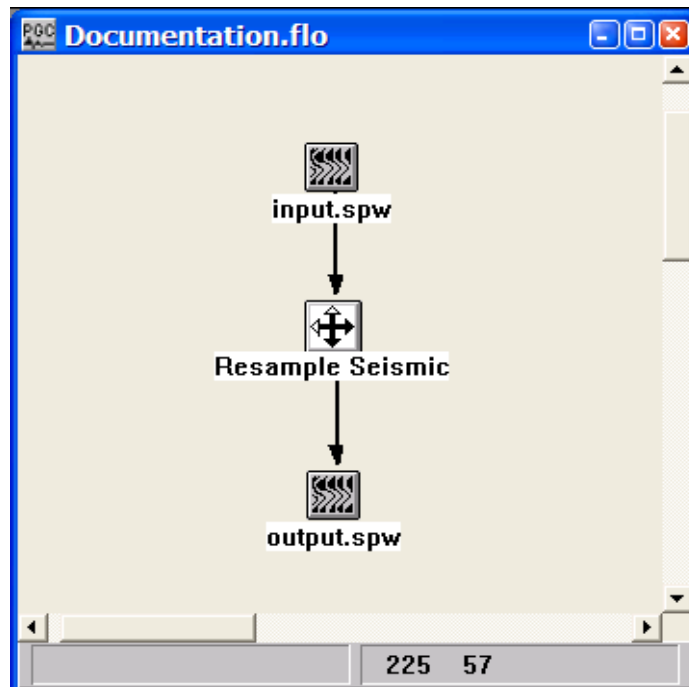 PGC Documentation.flo
input.spw
Resample Seismic
output.spw
225 57